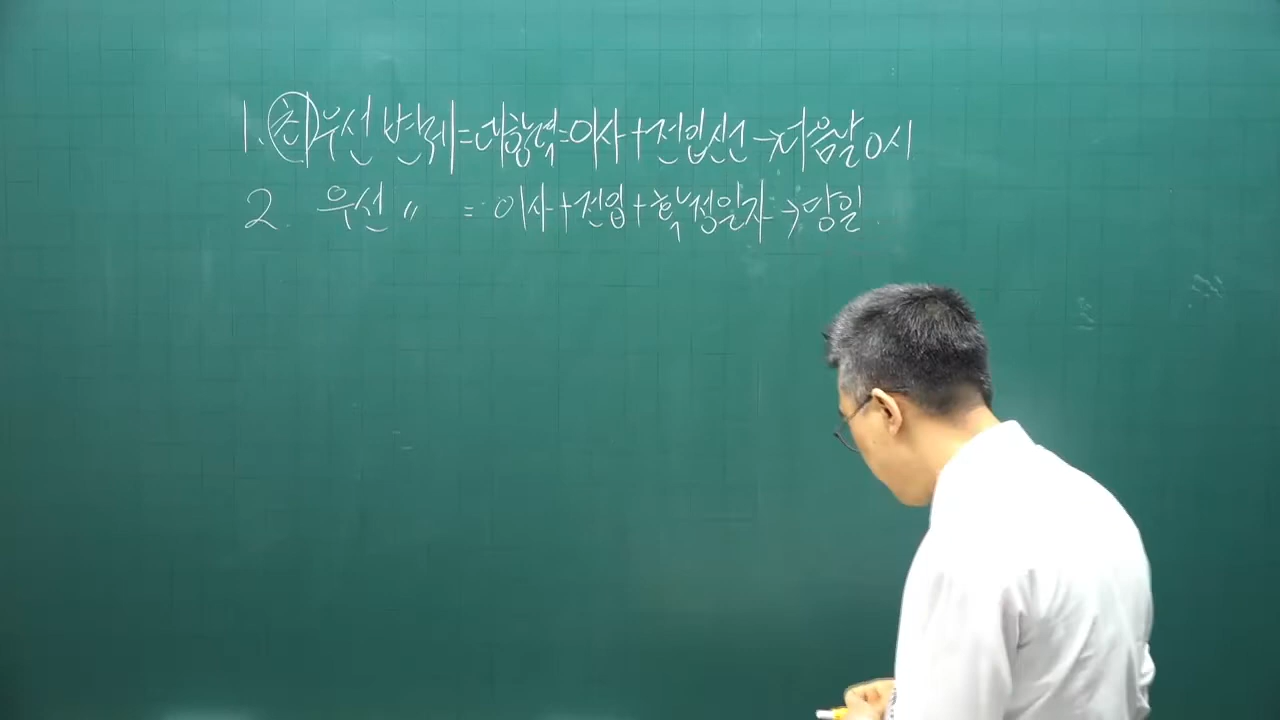 1. 최우선 변제 = 대항력 = 이사 + 전입신고 → 다음날 0시
2. 우선 〃 = 이사 + 전입 + 확정일자 → 당일